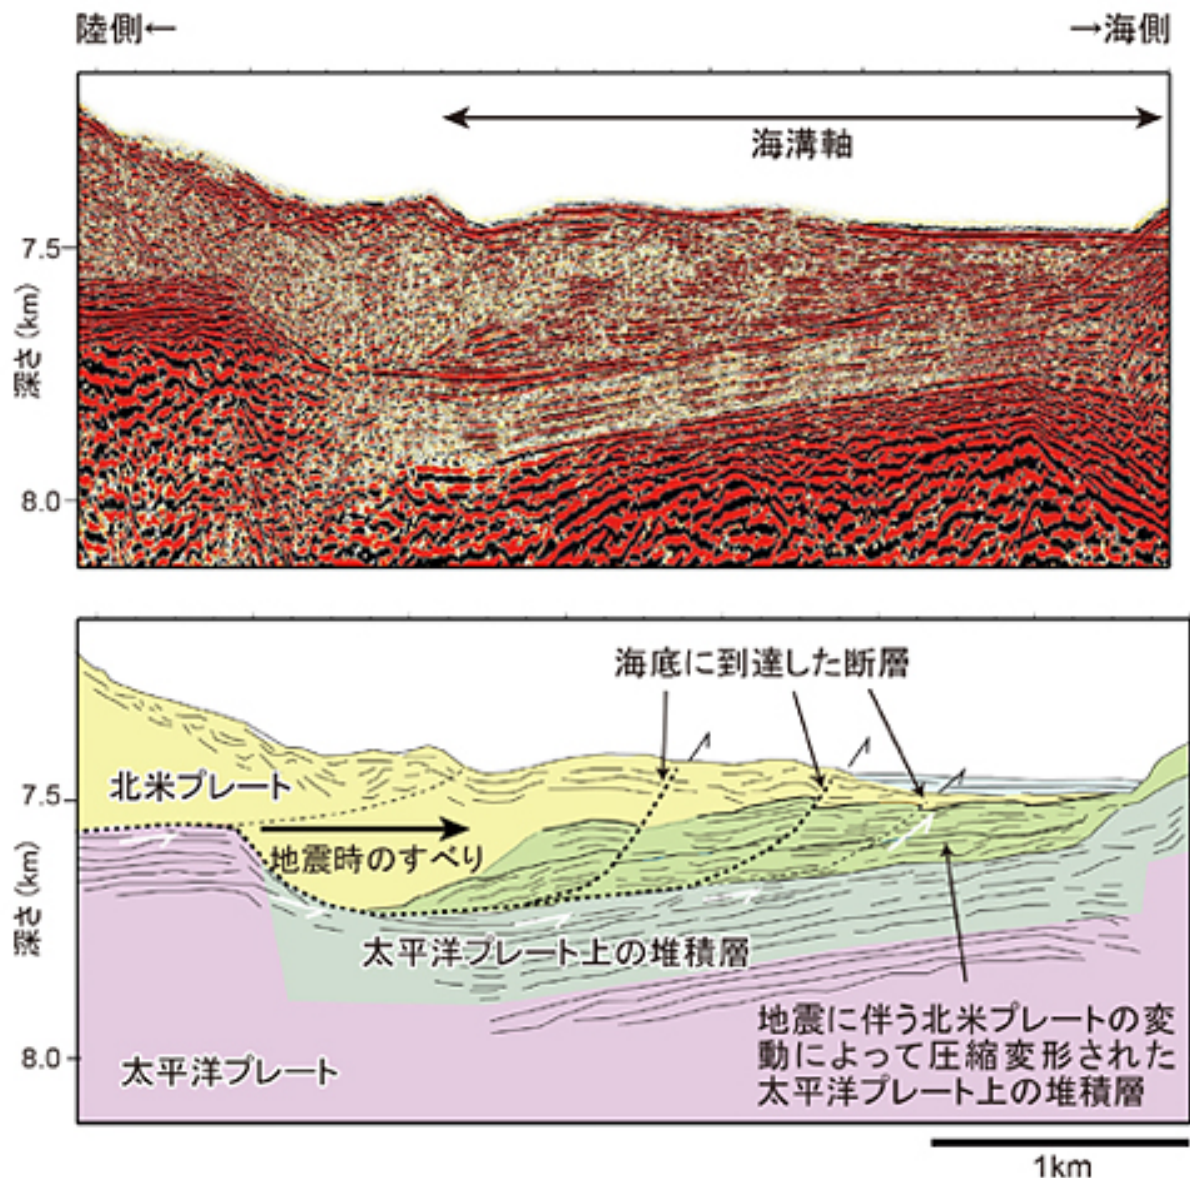 陸側←
→海側
海溝軸
7.5
深さ(km)
8.0
海底に到達した断層
北米プレート
7.5
地震時のすべり
深さ(km)
太平洋プレート上の堆積層
地震に伴う北米プレートの変
動によって圧縮変形された
太平洋プレート上の堆積層
8.0
太平洋プレート
1km